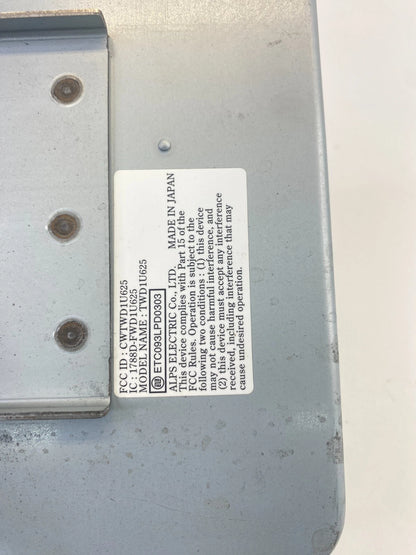 FCC ID : CWTWD1U625
IC : 1788D-FWD1U625
MODEL NAME : TWD1U625
ETC093LPD0303
ALPS ELECTRIC Co., LTD. MADE IN JAPAN
This device complies with Part 15 of the
FCC Rules. Operation is subject to the
following two conditions : (1) this device
may not cause harmful interference, and
(2) this device must accept any interference
received, including interference that may
cause undesired operation.